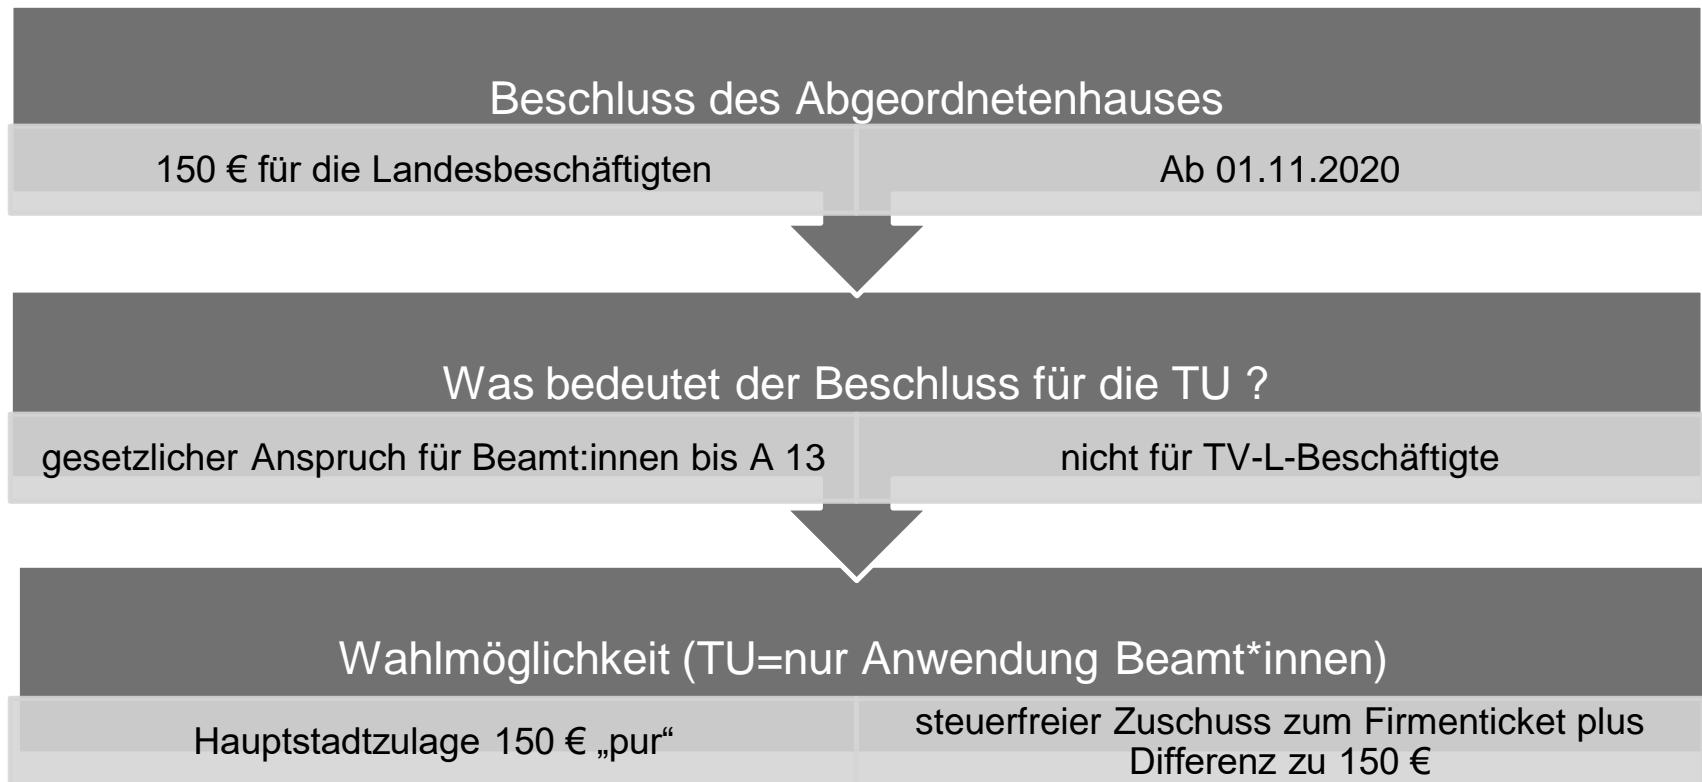 Beschluss des Abgeordnetenhauses
150 € für die Landesbeschäftigten
Ab 01.11.2020
Was bedeutet der Beschluss für die TU ?
gesetzlicher Anspruch für Beamt:innen bis A 13
nicht für TV-L-Beschäftigte
Wahlmöglichkeit (TU=nur Anwendung Beamt*innen)
Hauptstadtzulage 150 € „pur“
steuerfreier Zuschuss zum Firmenticket plus
Differenz zu 150 €